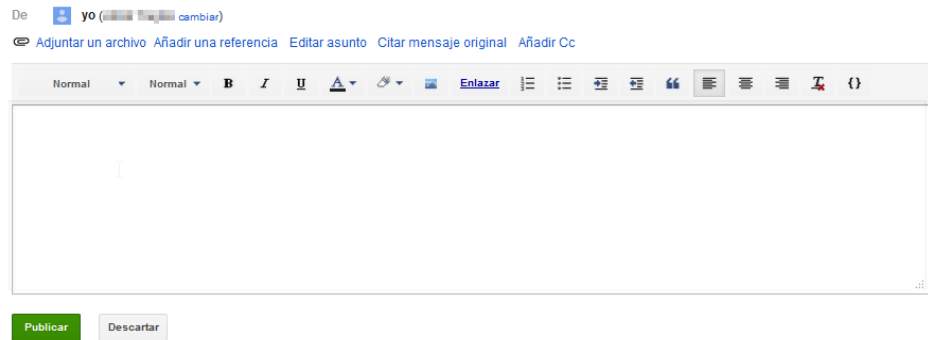 De yo ( cambiar)
Adjuntar un archivo Añadir una referencia Editar asunto Citar mensaje original Añadir Cc
Normal Normal B I U A Enlazar {}
Publicar Descartar